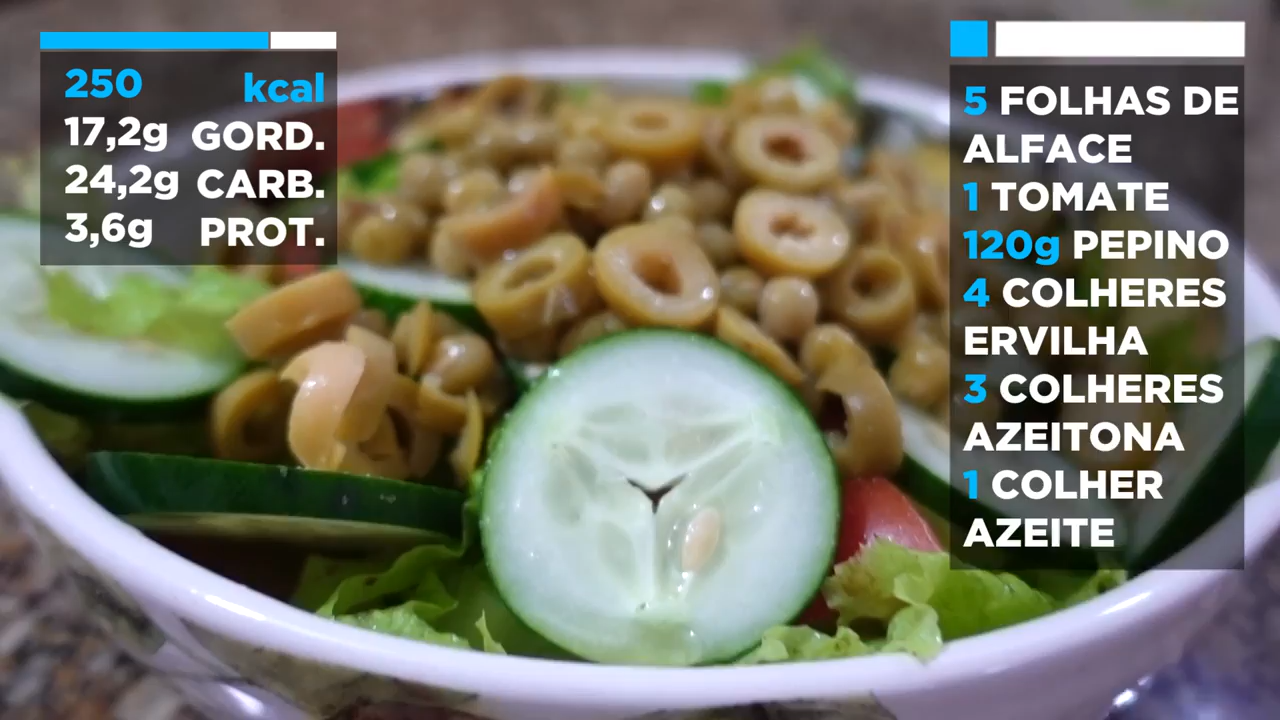 250 kcal
17,2g GORD.
24,2g CARB.
3,6g PROT.
5 FOLHAS DE
ALFACE
1 TOMATE
120g PEPINO
4 COLHERES
ERVILHA
3 COLHERES
AZEITONA
1 COLHER
AZEITE